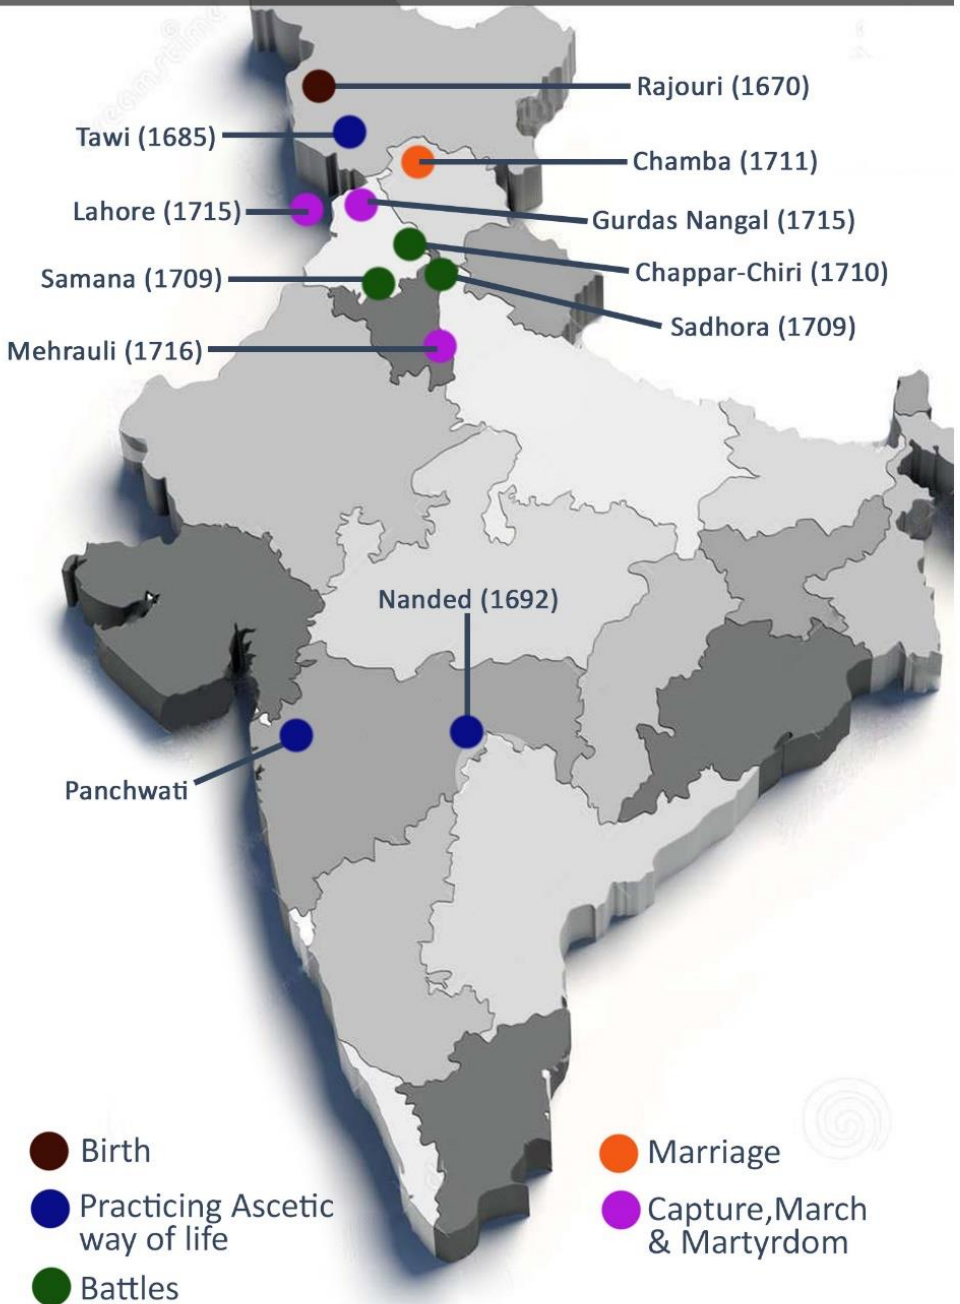 Rajouri (1670)
Tawi (1685)
Chamba (1711)
Lahore (1715)
Gurdas Nangal (1715)
Chappar-Chiri (1710)
Samana (1709)
Sadhora (1709)
Mehrauli (1716)
Nanded (1692)
Panchwati
Birth
Practicing Ascetic
way of life
Battles
Marriage
Capture,March
& Martyrdom